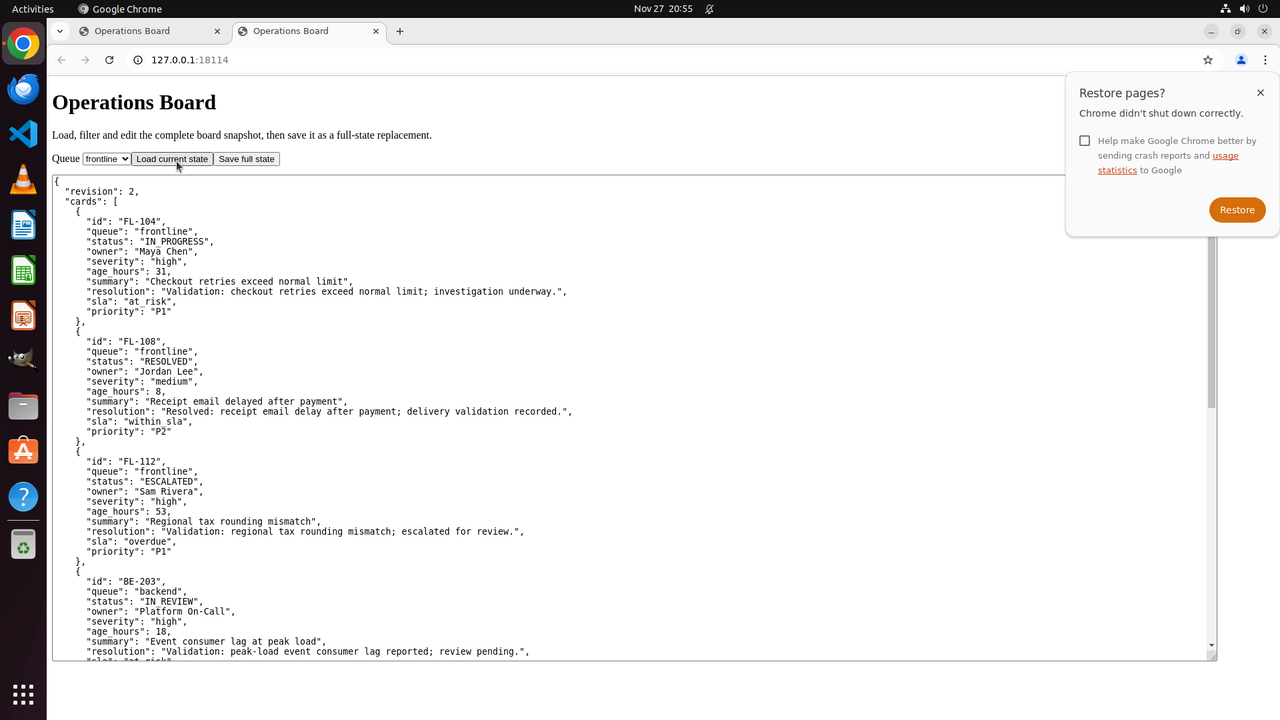 Activities
Google Chrome
Nov 27 20:55
Operations Board
Operations Board
127.0.0.1:18114
Restore pages?
Chrome didn't shut down correctly.
Help make Google Chrome better by
sending crash reports and usage
statistics to Google
Restore
Operations Board
Load, filter and edit the complete board snapshot, then save it as a full-state replacement.
Queue frontline Load current state Save full state
{
  "revision": 2,
  "cards": [
    {
      "id": "FL-104",
      "queue": "frontline",
      "status": "IN_PROGRESS",
      "owner": "Maya Chen",
      "severity": "high",
      "age_hours": 31,
      "summary": "Checkout retries exceed normal limit",
      "resolution": "Validation: checkout retries exceed normal limit; investigation underway.",
      "sla": "at_risk",
      "priority": "P1"
    },
    {
      "id": "FL-108",
      "queue": "frontline",
      "status": "RESOLVED",
      "owner": "Jordan Lee",
      "severity": "medium",
      "age_hours": 8,
      "summary": "Receipt email delayed after payment",
      "resolution": "Resolved: receipt email delay after payment; delivery validation recorded.",
      "sla": "within_sla",
      "priority": "P2"
    },
    {
      "id": "FL-112",
      "queue": "frontline",
      "status": "ESCALATED",
      "owner": "Sam Rivera",
      "severity": "high",
      "age_hours": 53,
      "summary": "Regional tax rounding mismatch",
      "resolution": "Validation: regional tax rounding mismatch; escalated for review.",
      "sla": "overdue",
      "priority": "P1"
    },
    {
      "id": "BE-203",
      "queue": "backend",
      "status": "IN_REVIEW",
      "owner": "Platform On-Call",
      "severity": "high",
      "age_hours": 18,
      "summary": "Event consumer lag at peak load",
      "resolution": "Validation: peak-load event consumer lag reported; review pending.",
      "sla": "at_risk",